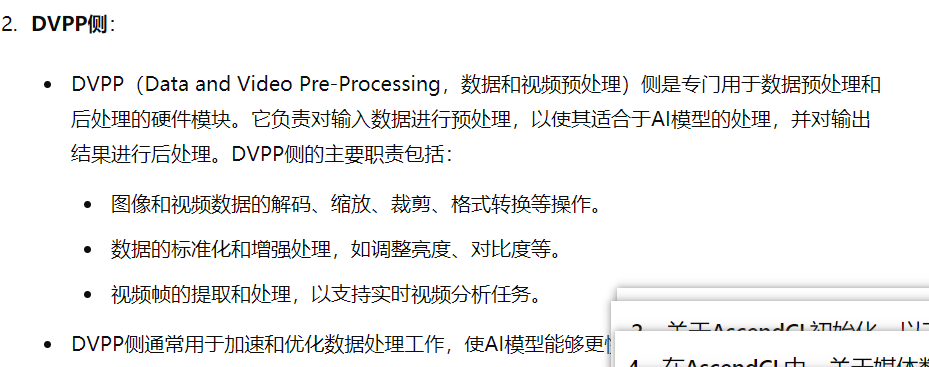 2. DVPP侧：
• DVPP（Data and Video Pre-Processing，数据和视频预处理）侧是专门用于数据预处理和
后处理的硬件模块。它负责对输入数据进行预处理，以使其适合于AI模型的处理，并对输出
结果进行后处理。DVPP侧的主要职责包括：
• 图像和视频数据的解码、缩放、裁剪、格式转换等操作。
• 数据的标准化和增强处理，如调整亮度、对比度等。
• 视频帧的提取和处理，以支持实时视频分析任务。
• DVPP侧通常用于加速和优化数据处理工作，使AI模型能够更
关于AscendCL初始化，以
4. 在AscendCL中，关于媒体数